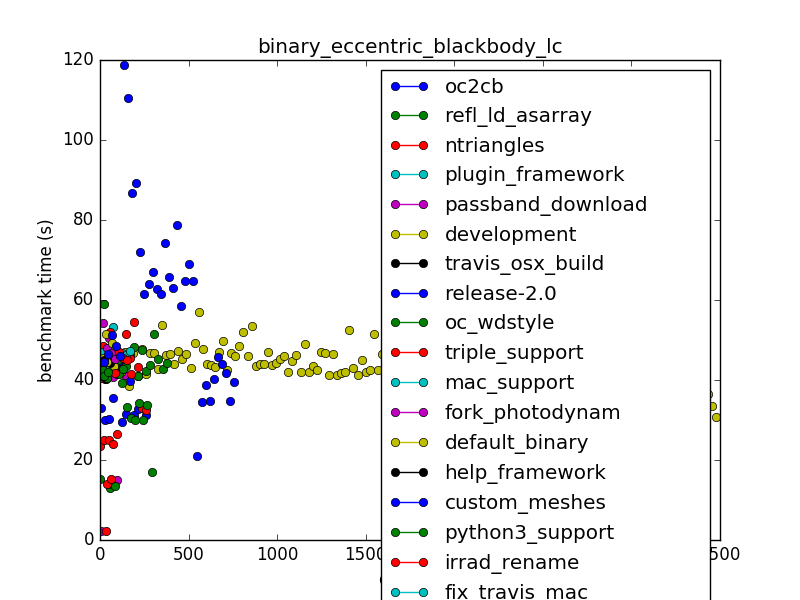 binary_eccentric_blackbody_lc
benchmark time (s)
120
100
80
60
40
20
0
0
500
1000
1500
500
oc2cb
refl_ld_asarray
ntriangles
plugin_framework
passband_download
development
travis_osx_build
release-2.0
oc_wdstyle
triple_support
mac_support
fork_photodynam
default_binary
help_framework
custom_meshes
python3_support
irrad_rename
fix_travis_mac